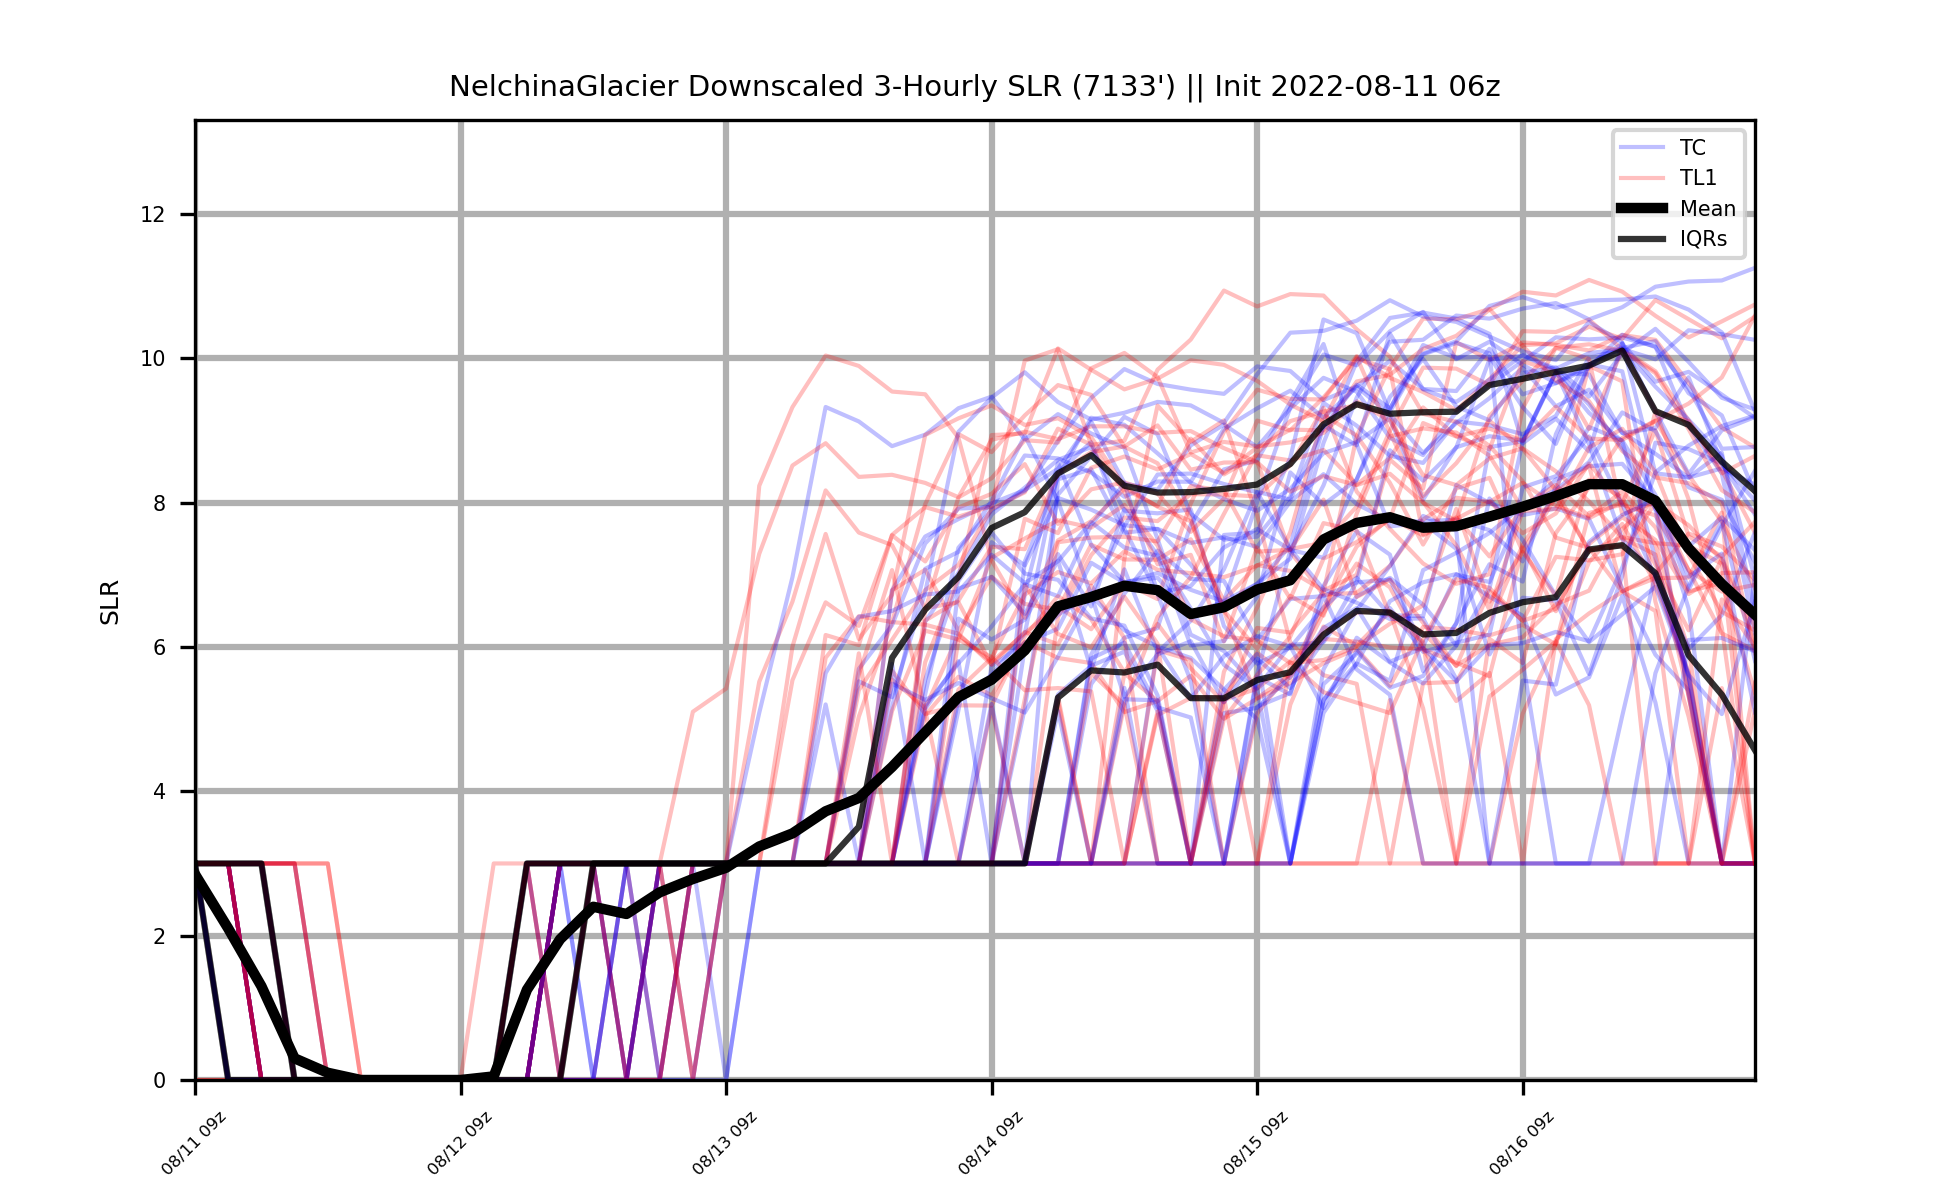 NelchinaGlacier Downscaled 3-Hourly SLR (7133') || Init 2022-08-11 06z
TC
TL1
Mean
IQRs
SLR
12
10
8
6
4
2
0
08/11 09z
08/12 09z
08/13 09z
08/14 09z
08/15 09z
08/16 09z